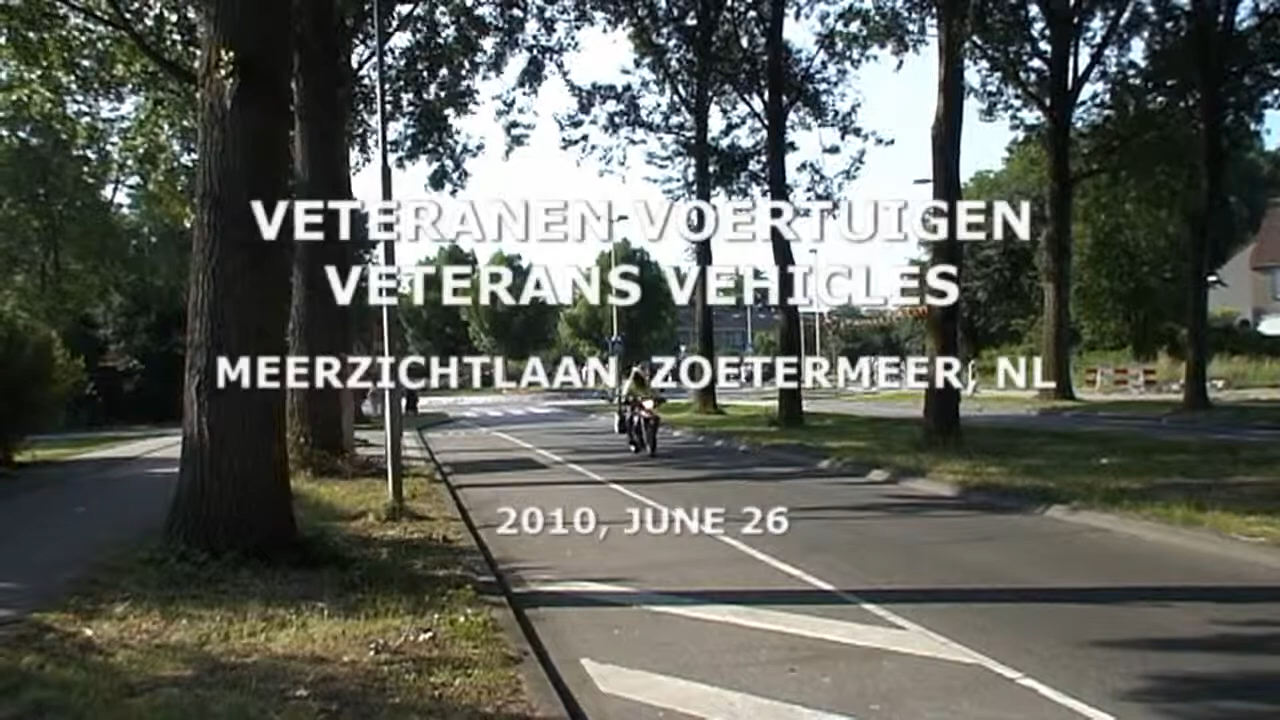 VETERANEN VOERTUIGEN
VETERANS VEHICLES
MEERZICHTLAAN, ZOETERMEER, NL
2010, JUNE 26